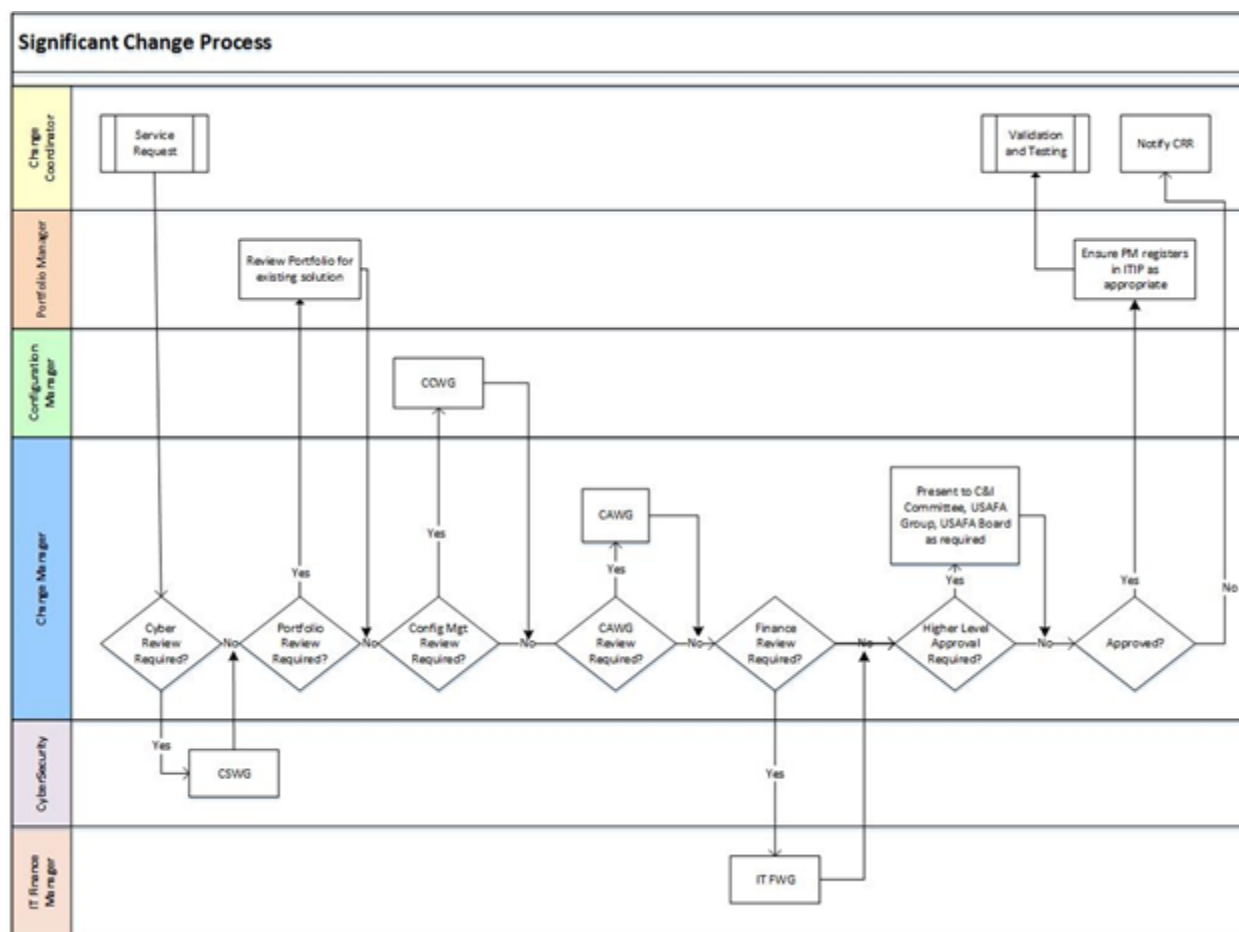 Significant Change Process
Change
Coordinator
Service
Request
Validation
and Testing
Notify CRR
Portfolio Manager
Review Portfolio for
existing solution
Ensure PM registers
in ITIP as
appropriate
Configuration
Manager
CCWG
Change Manager
CAWG
Present to C&I
Committee, USAFA
Group, USAFA Board
as required
Yes
Yes
Yes
Yes
Yes
No
Cyber
Review
Required?
No
Portfolio
Review
Required?
No
Config Mgt
Review
Required?
No
CAWG
Review
Required?
No
Finance
Review
Required?
No
Higher Level
Approval
Required?
No
Approved?
CyberSecurity
Yes
CSWG
Yes
IT Finance
Manager
IT FWG